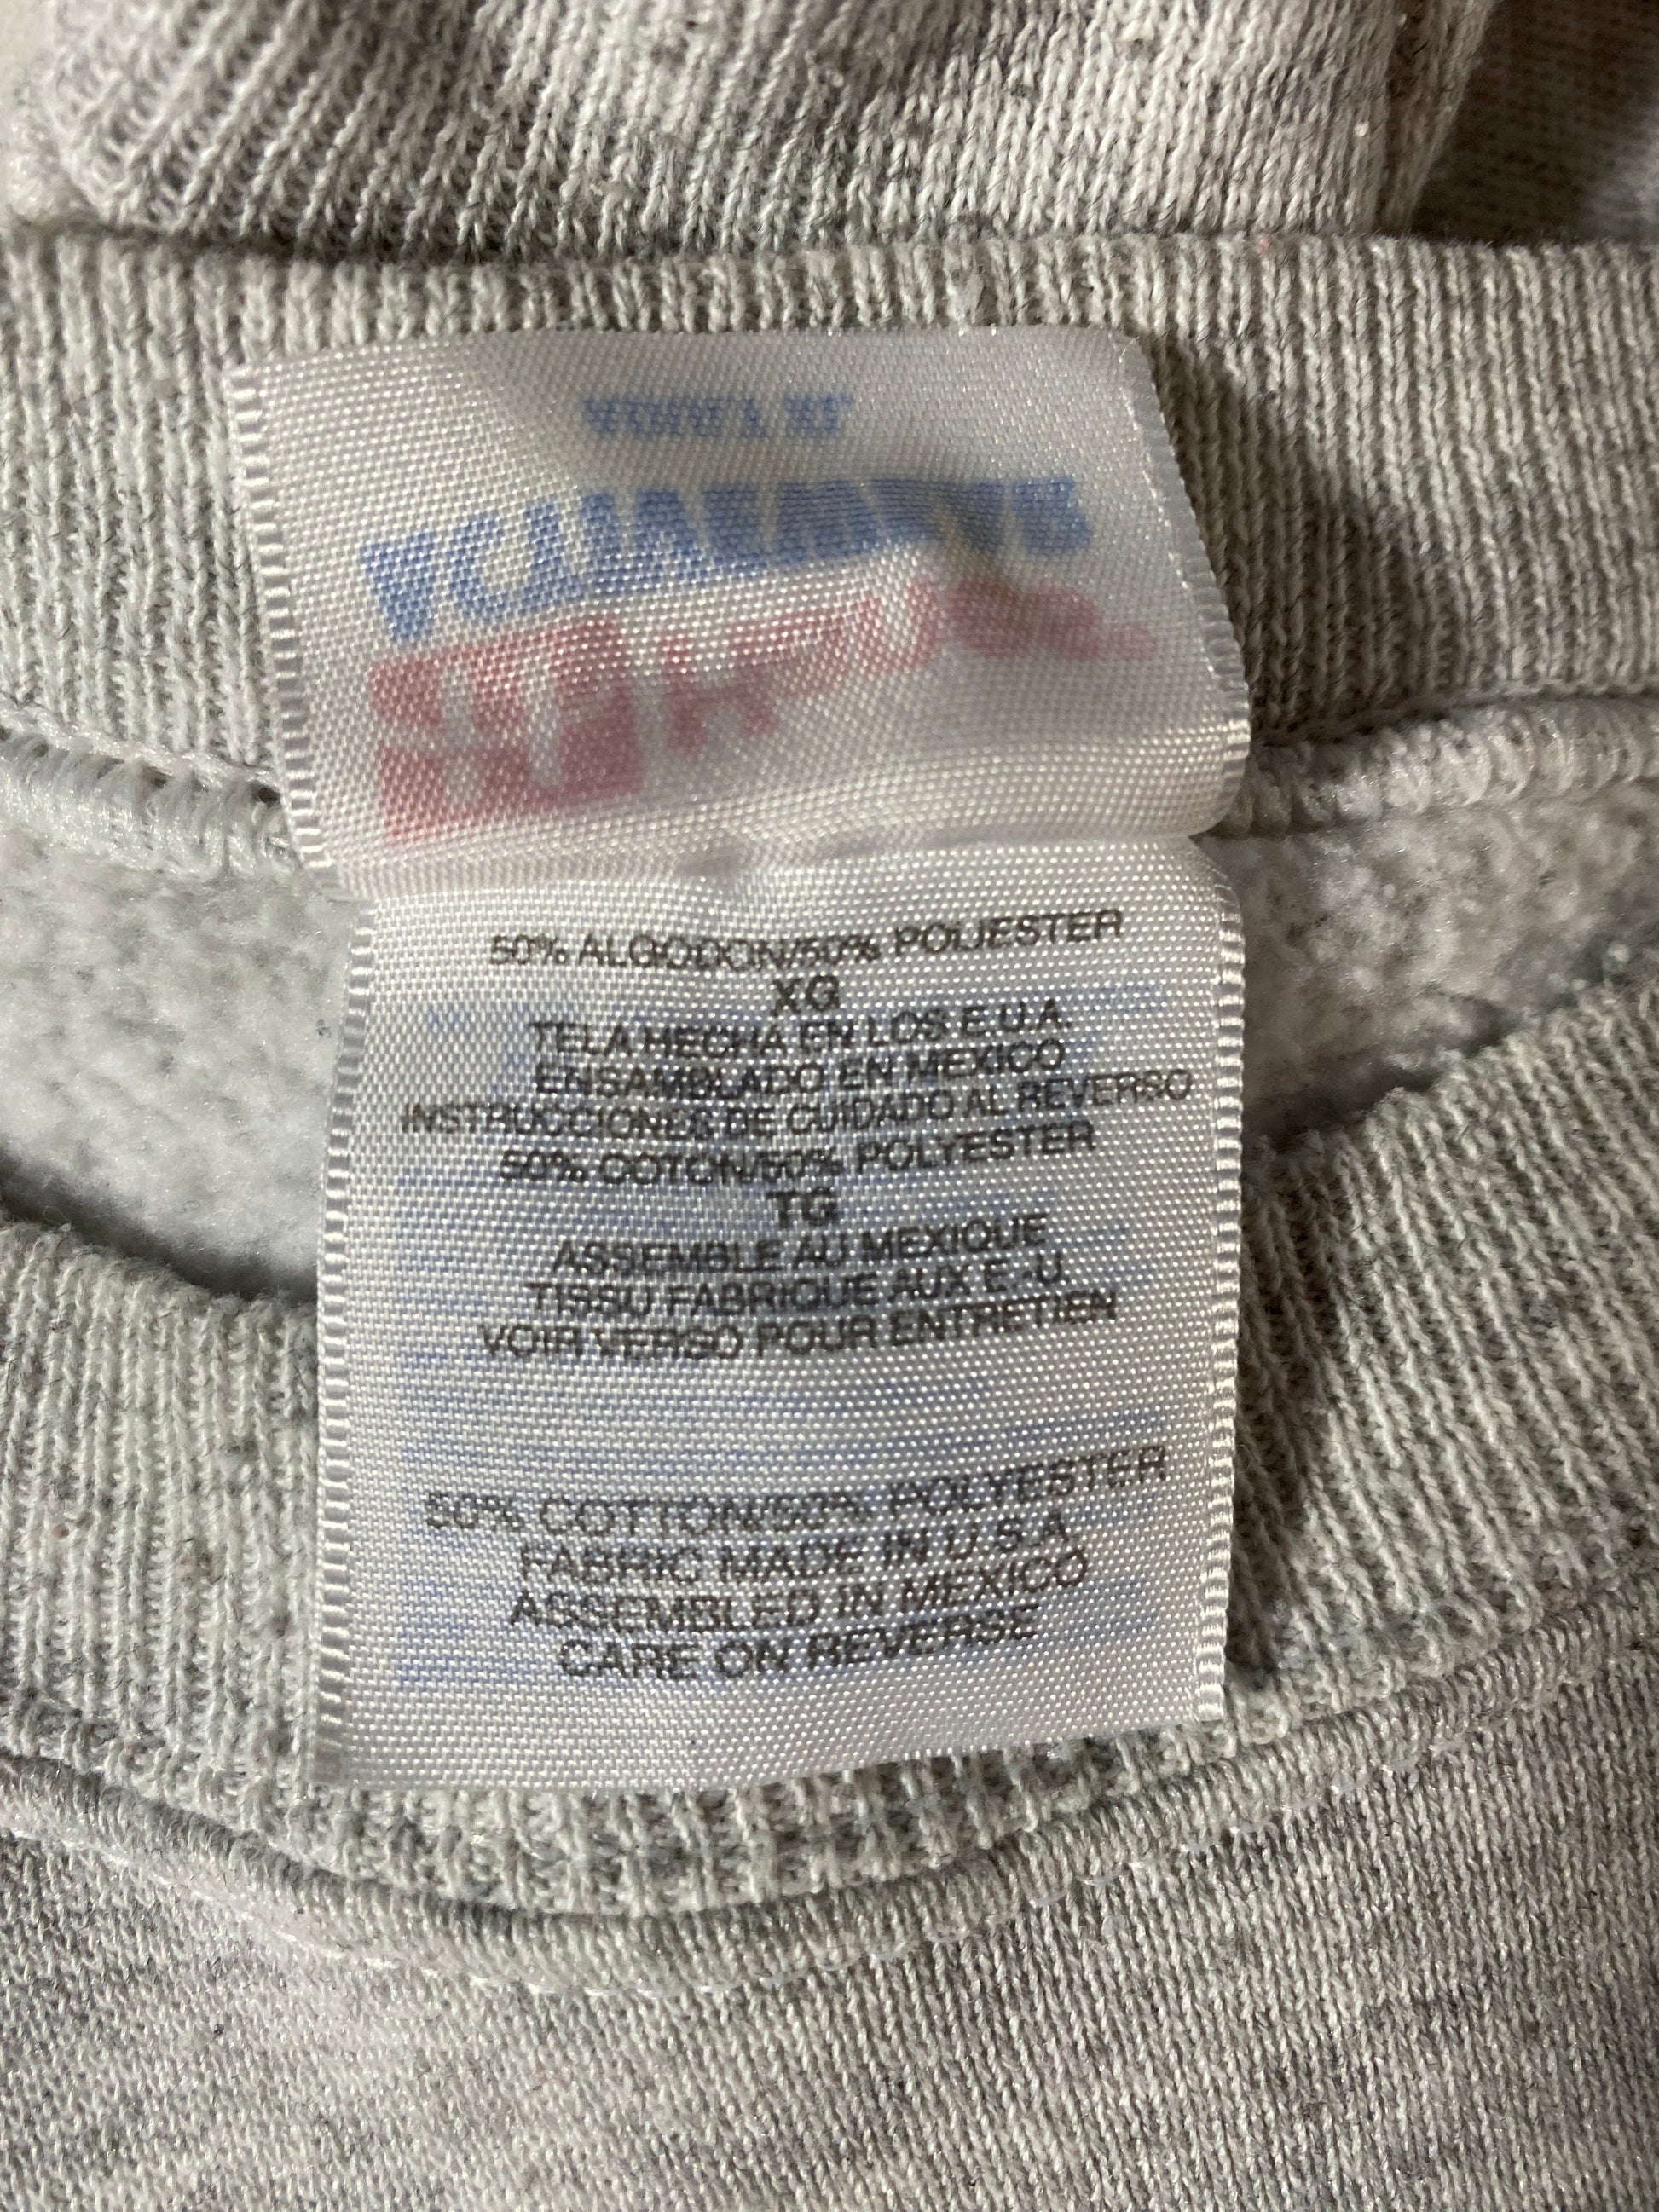 50% ALGODON/50% POLIESTER
XG
TELA HECHA EN LOS E.U.A.
ENSAMBLADO EN MEXICO
INSTRUCCIONES DE CUIDADO AL REVERSO
50% COTON/50% POLYESTER
TG
ASSEMBLE AU MEXIQUE
TISSU FABRIQUE AUX E.-U.
VOIR VERSO POUR ENTRETIEN
50% COTTON/50% POLYESTER
FABRIC MADE IN U.S.A.
ASSEMBLED IN MEXICO
CARE ON REVERSE